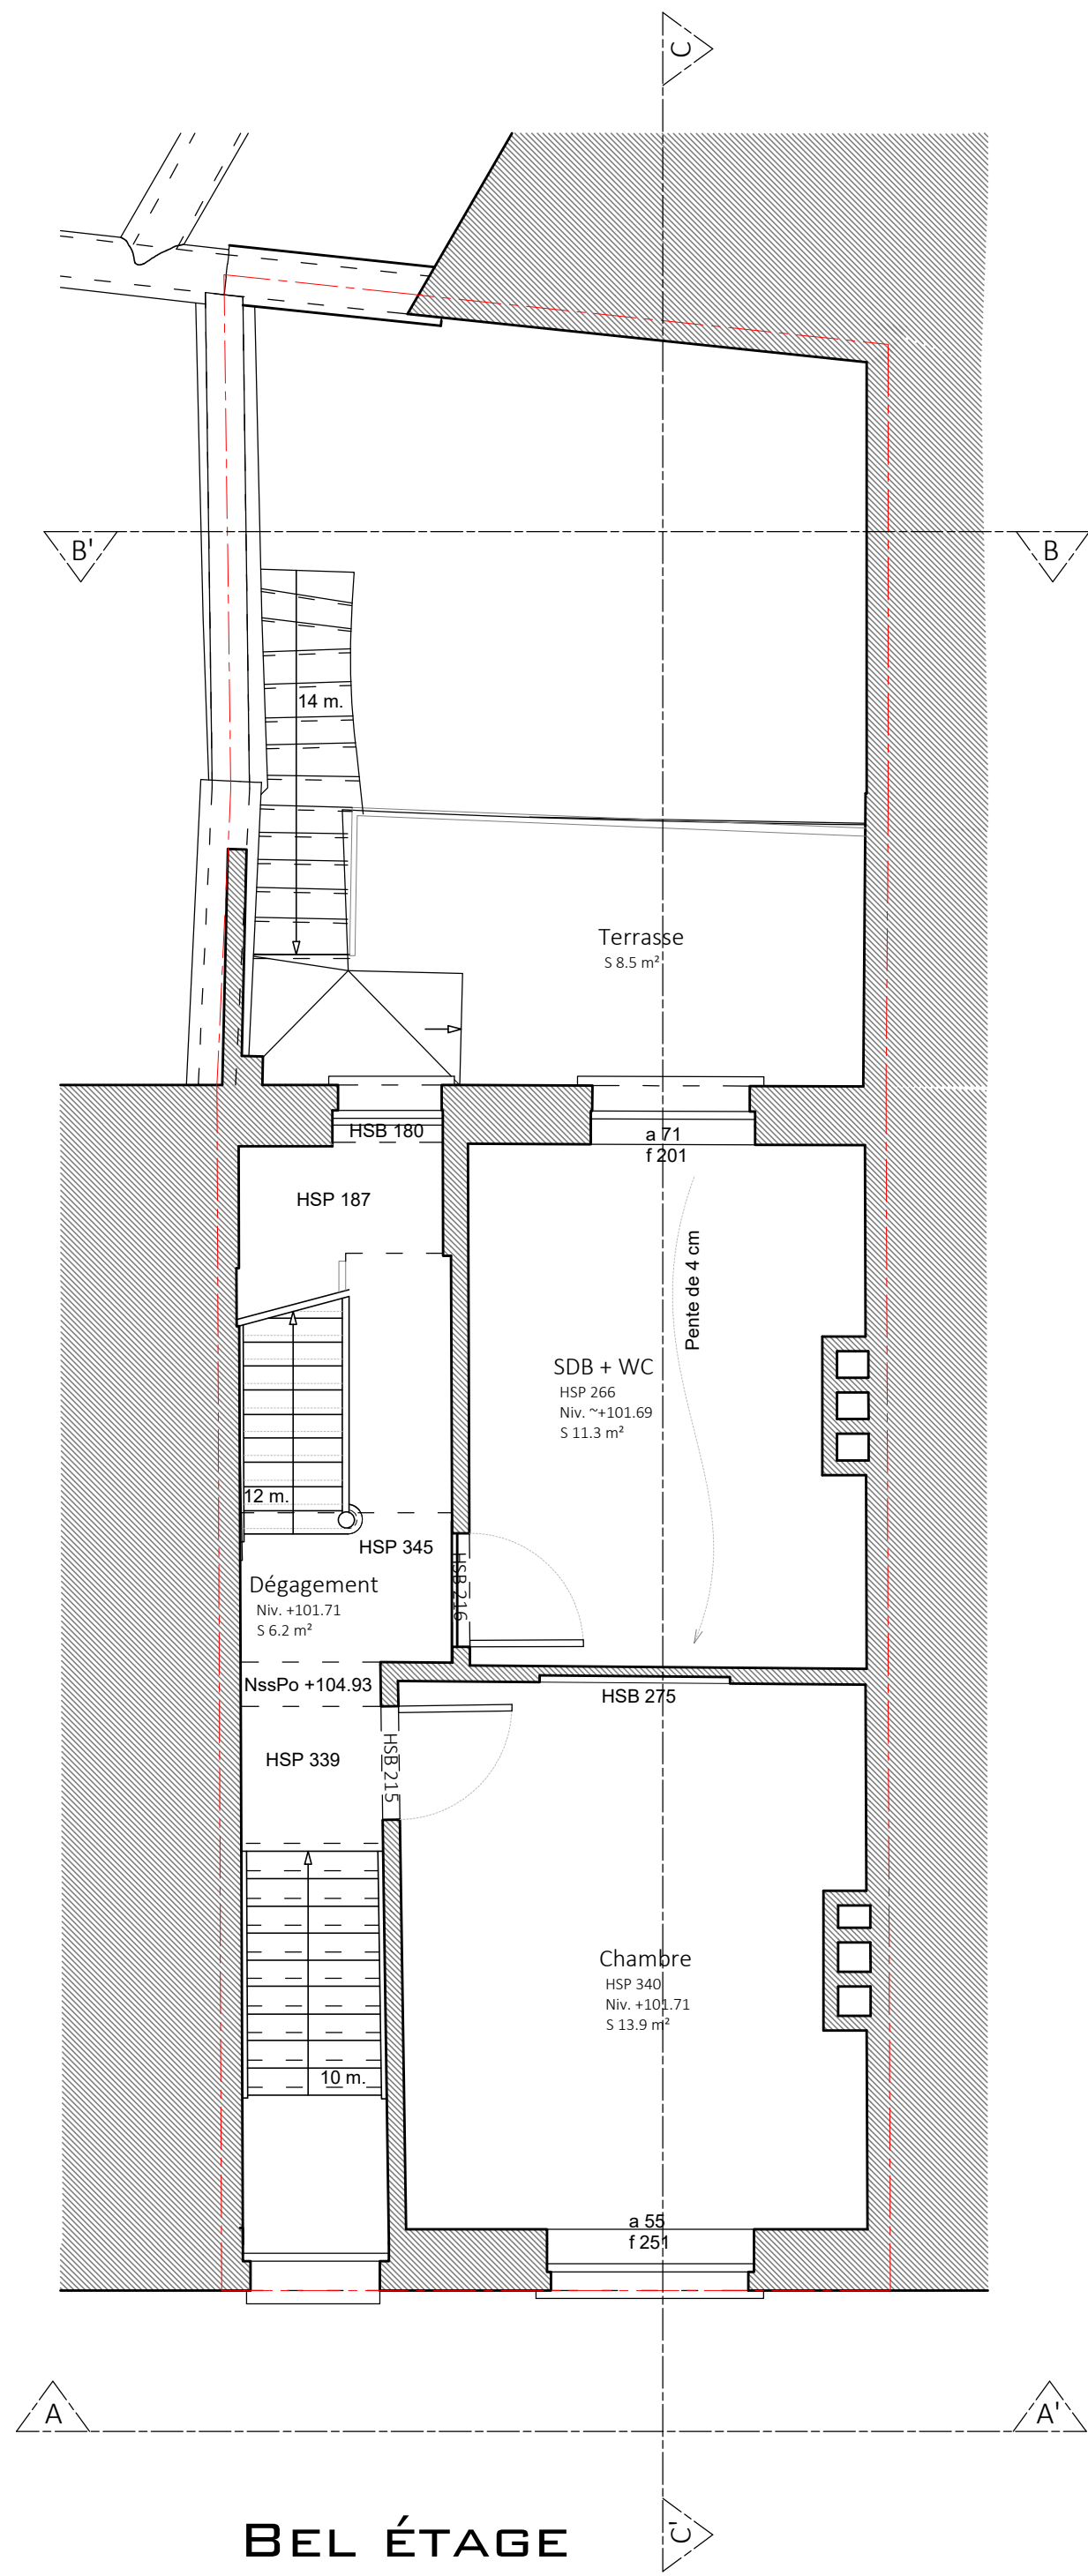 C
B'
B
14 m.
Terrasse
S 8.5 m²
HSB 180
a 71
f 201
HSP 187
Pente de 4 cm
SDB + WC
HSP 266
Niv. ~+101.69
S 11.3 m²
12 m.
HSP 345
HSB 216
Dégagement
Niv. +101.71
S 6.2 m²
NssPo +104.93
HSB 275
HSP 339
HSB 215
Chambre
HSP 340
Niv. +101.71
S 13.9 m²
10 m.
a 55
f 251
A
A'
C'
BEL ÉTAGE